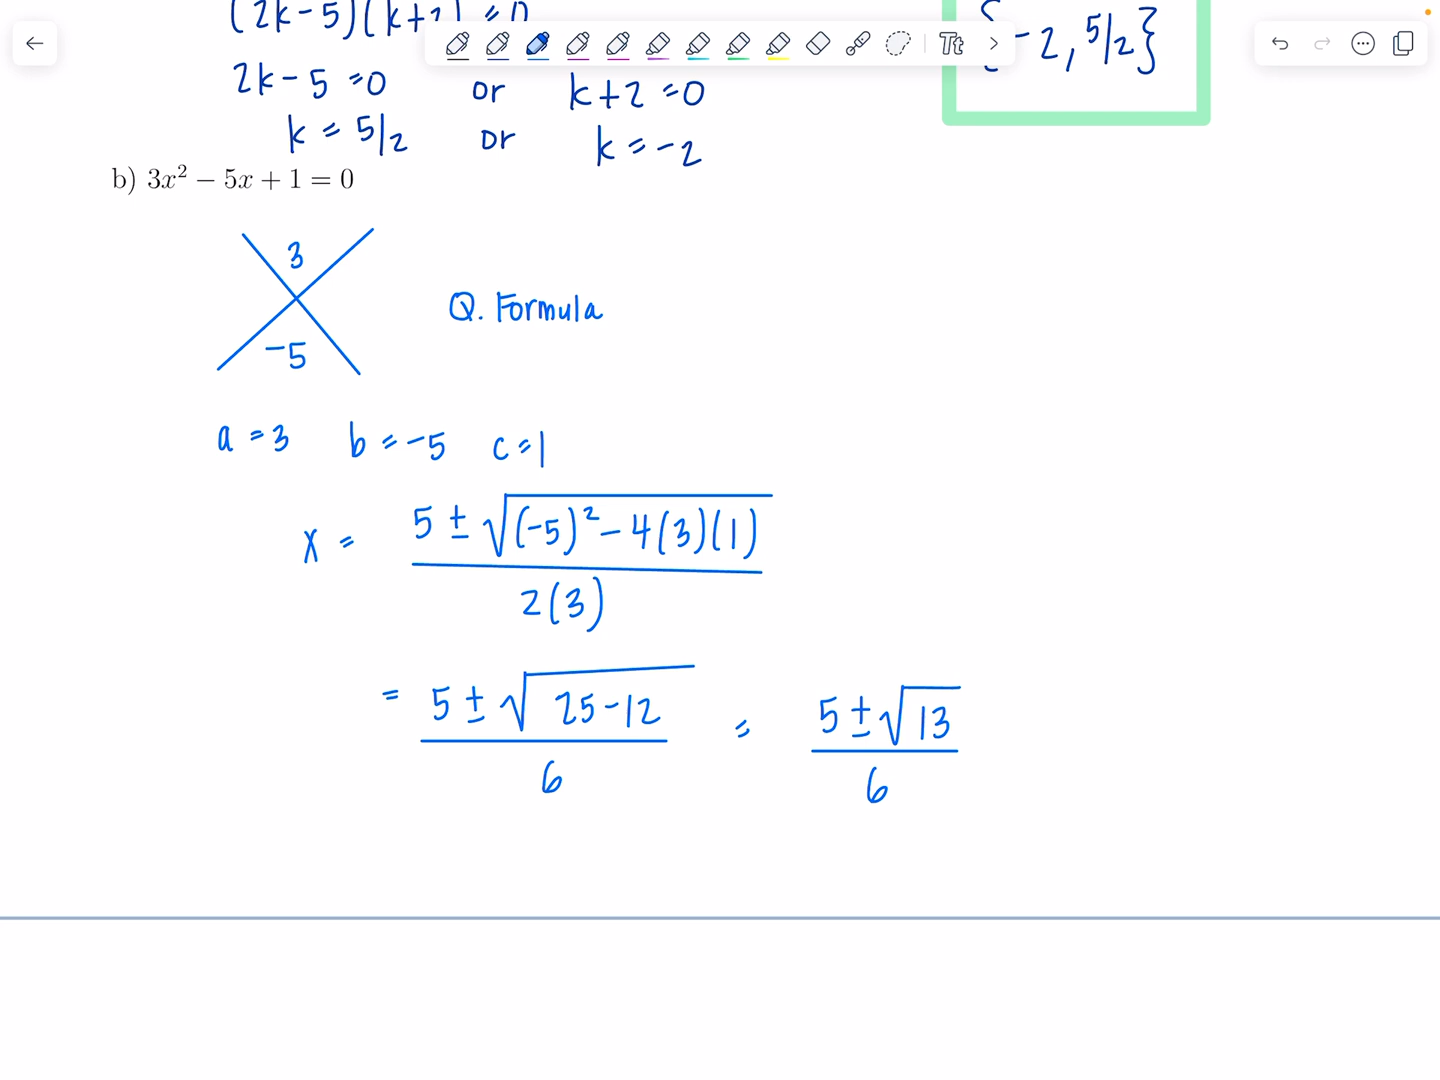 (2k-5)(k+2) = 0
{-2, 5/2}
2k-5 =0 or k+2 =0
k = 5/2 or k = -2
b) 3x² − 5x + 1 = 0
3
-5
Q. Formula
a = 3 b = -5 c = 1
x = 5 ± √(-5)² - 4(3)(1) / 2(3)
= 5 ± √25-12 / 6 = 5 ± √13 / 6
Tt